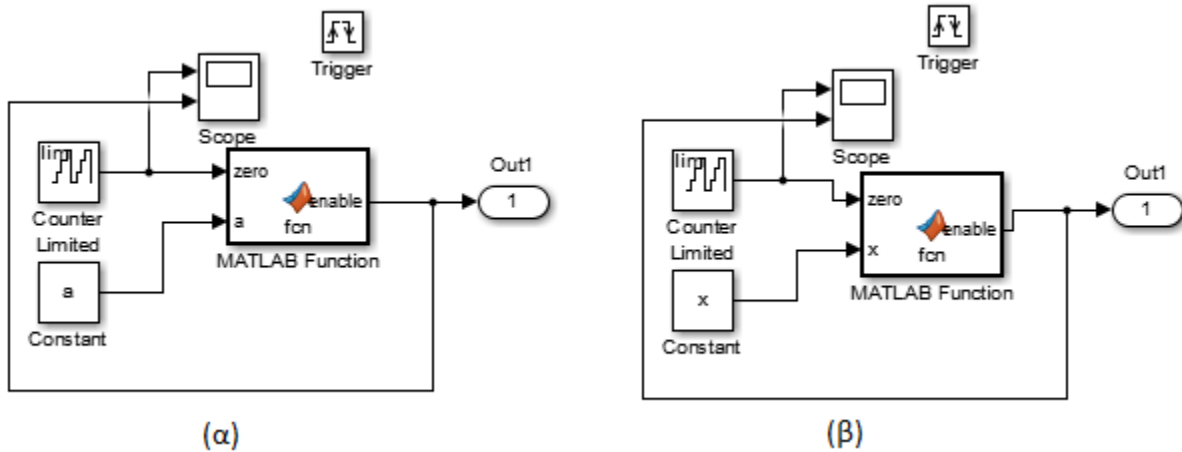 Trigger
Scope
lim
Counter
Limited
zero
a
enable
fcn
MATLAB Function
a
Constant
Out1
1
(α)
Trigger
Scope
lim
Counter
Limited
zero
x
enable
fcn
MATLAB Function
x
Constant
Out1
1
(β)